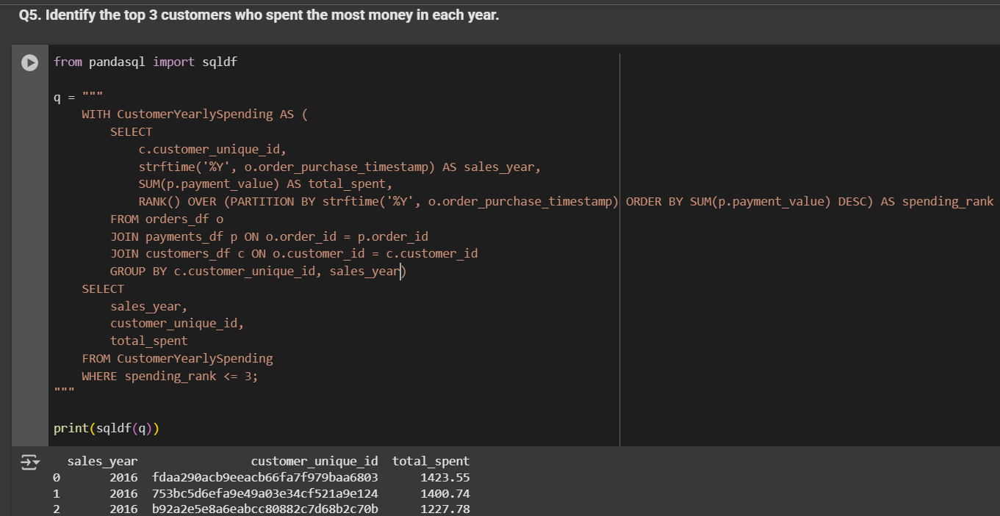 Q5. Identify the top 3 customers who spent the most money in each year.
from pandasql import sqldf
q = """
WITH CustomerYearlySpending AS (
SELECT
c.customer_unique_id,
strftime('%Y', o.order_purchase_timestamp) AS sales_year,
SUM(p.payment_value) AS total_spent,
RANK() OVER (PARTITION BY strftime('%Y', o.order_purchase_timestamp) ORDER BY SUM(p.payment_value) DESC) AS spending_rank
FROM orders_df o
JOIN payments_df p ON o.order_id = p.order_id
JOIN customers_df c ON o.customer_id = c.customer_id
GROUP BY c.customer_unique_id, sales_year)
SELECT
sales_year,
customer_unique_id,
total_spent
FROM CustomerYearlySpending
WHERE spending_rank <= 3;
"""
print(sqldf(q))
sales_year customer_unique_id total_spent
0 2016 fdaa290acb9eeacb66fa7f979baa6803 1423.55
1 2016 753bc5d6efa9e49a03e34cf521a9e124 1400.74
2 2016 b92a2e5e8a6eabcc80882c7d68b2c70b 1227.78